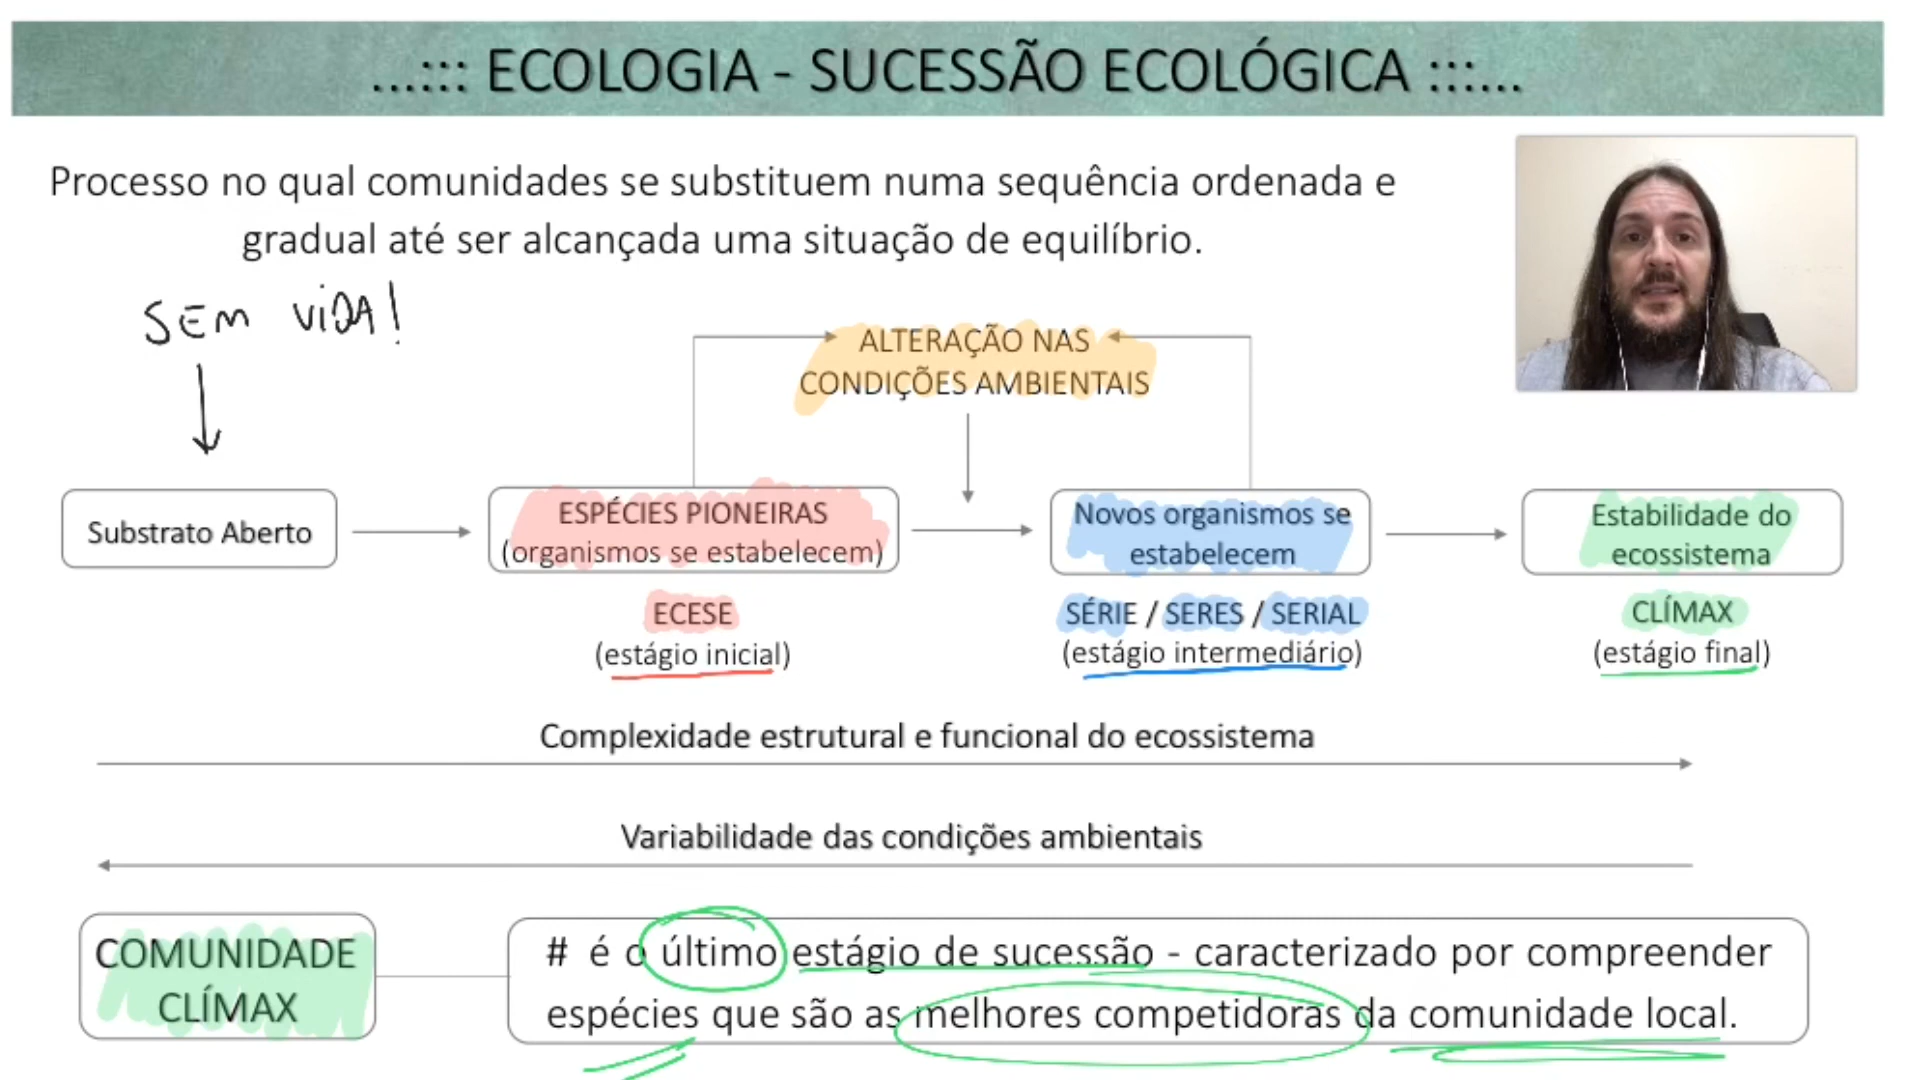 ...::: ECOLOGIA - SUCESSÃO ECOLÓGICA :::...
Processo no qual comunidades se substituem numa sequência ordenada e
gradual até ser alcançada uma situação de equilíbrio.
SEM VIDA!
ALTERAÇÃO NAS
CONDIÇÕES AMBIENTAIS
Substrato Aberto
ESPÉCIES PIONEIRAS
(organismos se estabelecem)
Novos organismos se
estabelecem
Estabilidade do
ecossistema
ECESE
(estágio inicial)
SÉRIE / SERES / SERIAL
(estágio intermediário)
CLÍMAX
(estágio final)
Complexidade estrutural e funcional do ecossistema
Variabilidade das condições ambientais
COMUNIDADE
CLÍMAX
# é o último estágio de sucessão - caracterizado por compreender
espécies que são as melhores competidoras da comunidade local.